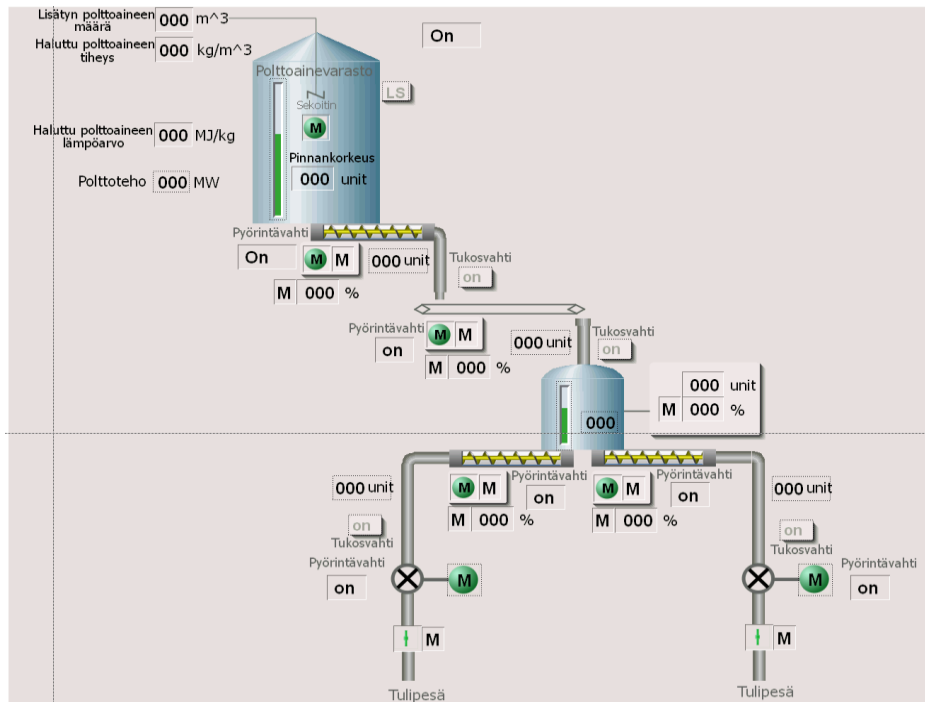 Lisätyn polttoaineen
määrä
000 m^3
On
Haluttu polttoaineen
tiheys
000 kg/m^3
Polttoainevarasto
LS
Sekoitin
M
Haluttu polttoaineen
lämpöarvo
000 MJ/kg
Pinnankorkeus
000 unit
Polttoteho 000 MW
Pyörintävahti
On
M M
000 unit
Tukosvahti
on
M 000 %
Pyörintävahti
on
M M
000 unit
Tukosvahti
on
M 000 %
000 unit
M 000 %
000
Pyörintävahti
on
M M
M 000 %
Pyörintävahti
on
M M
M 000 %
000 unit
000 unit
on
Tukosvahti
on
Tukosvahti
Pyörintävahti
on
M
M
Pyörintävahti
on
M
M
Tulipesä
Tulipesä